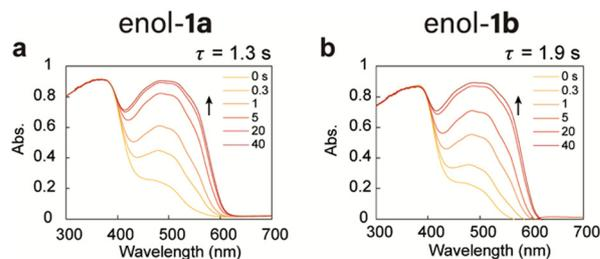 enol-1a
a
τ = 1.3 s
1
0.8
0.6
0.4
0.2
0
Abs.
0 s
0.3
1
5
20
40
300 400 500 600 700
Wavelength (nm)
enol-1b
b
τ = 1.9 s
1
0.8
0.6
0.4
0.2
0
Abs.
0 s
0.3
1
5
20
40
300 400 500 600 700
Wavelength (nm)